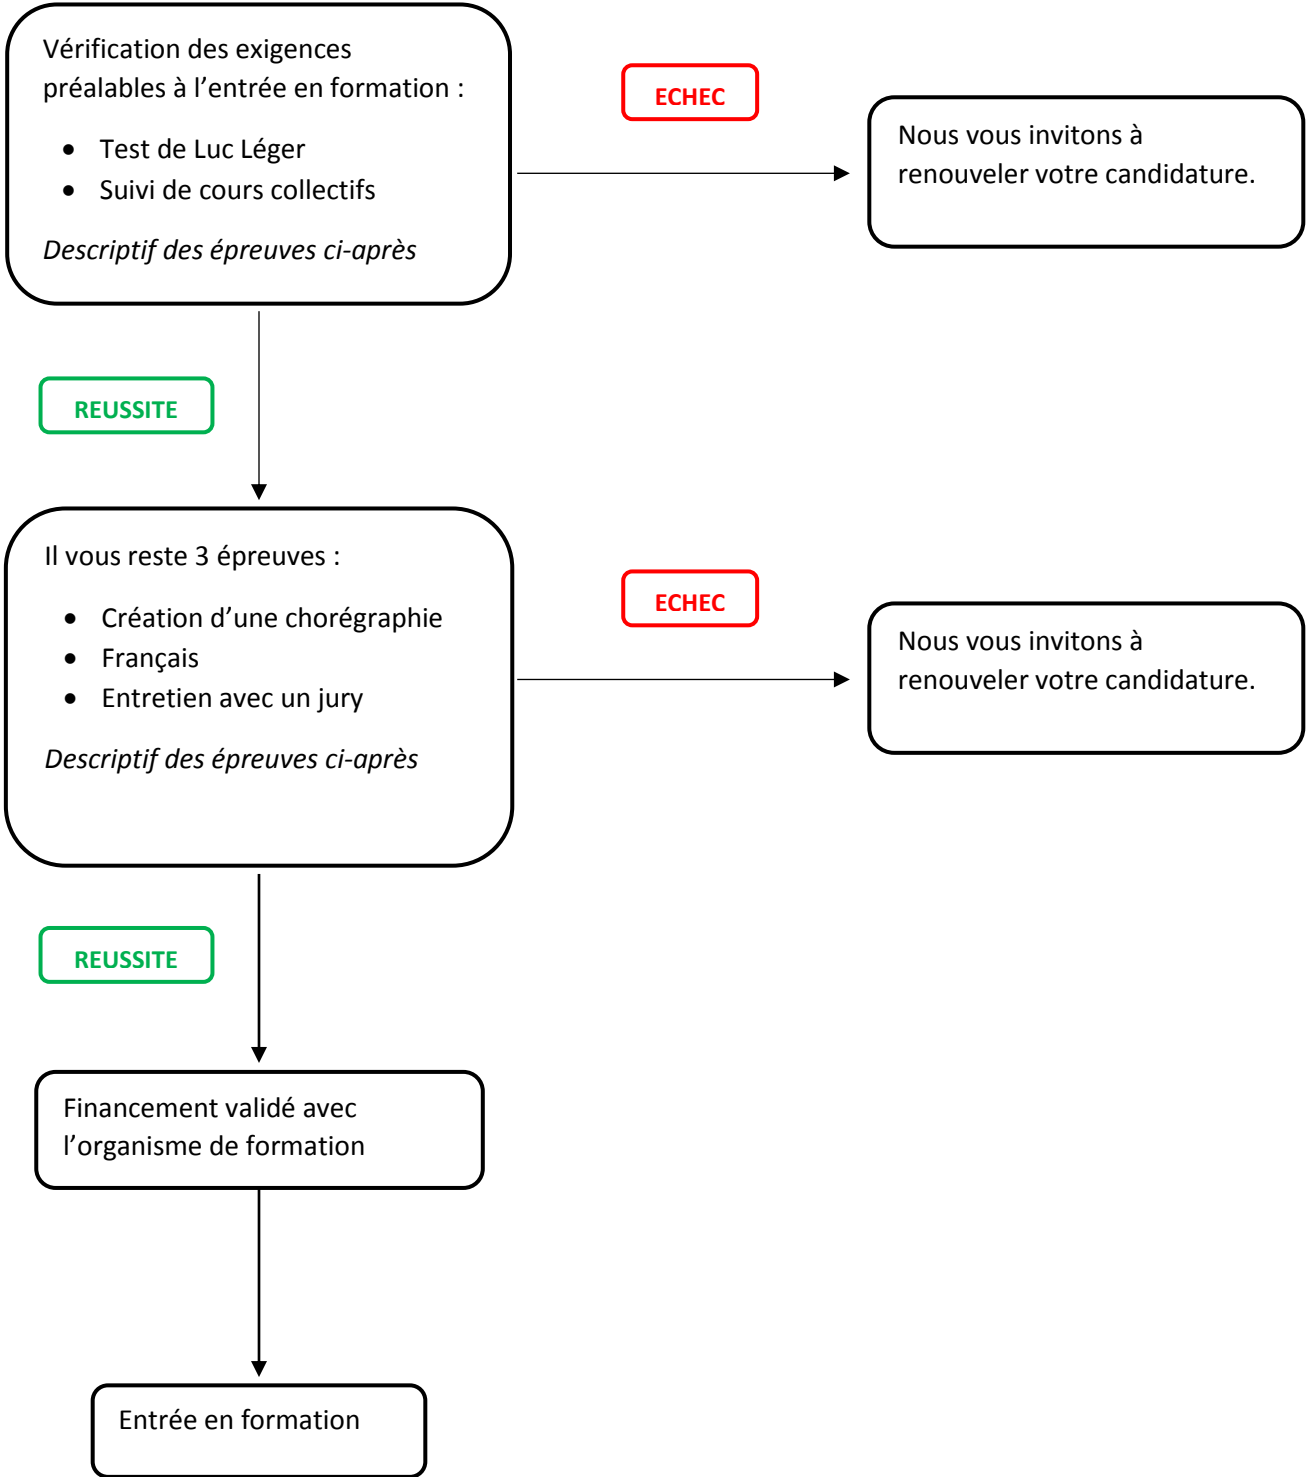 Vérification des exigences
préalables à l’entrée en formation :
• Test de Luc Léger
• Suivi de cours collectifs
Descriptif des épreuves ci-après
ECHEC
Nous vous invitons à
renouveler votre candidature.
REUSSITE
Il vous reste 3 épreuves :
• Création d’une chorégraphie
• Français
• Entretien avec un jury
Descriptif des épreuves ci-après
ECHEC
Nous vous invitons à
renouveler votre candidature.
REUSSITE
Financement validé avec
l’organisme de formation
Entrée en formation